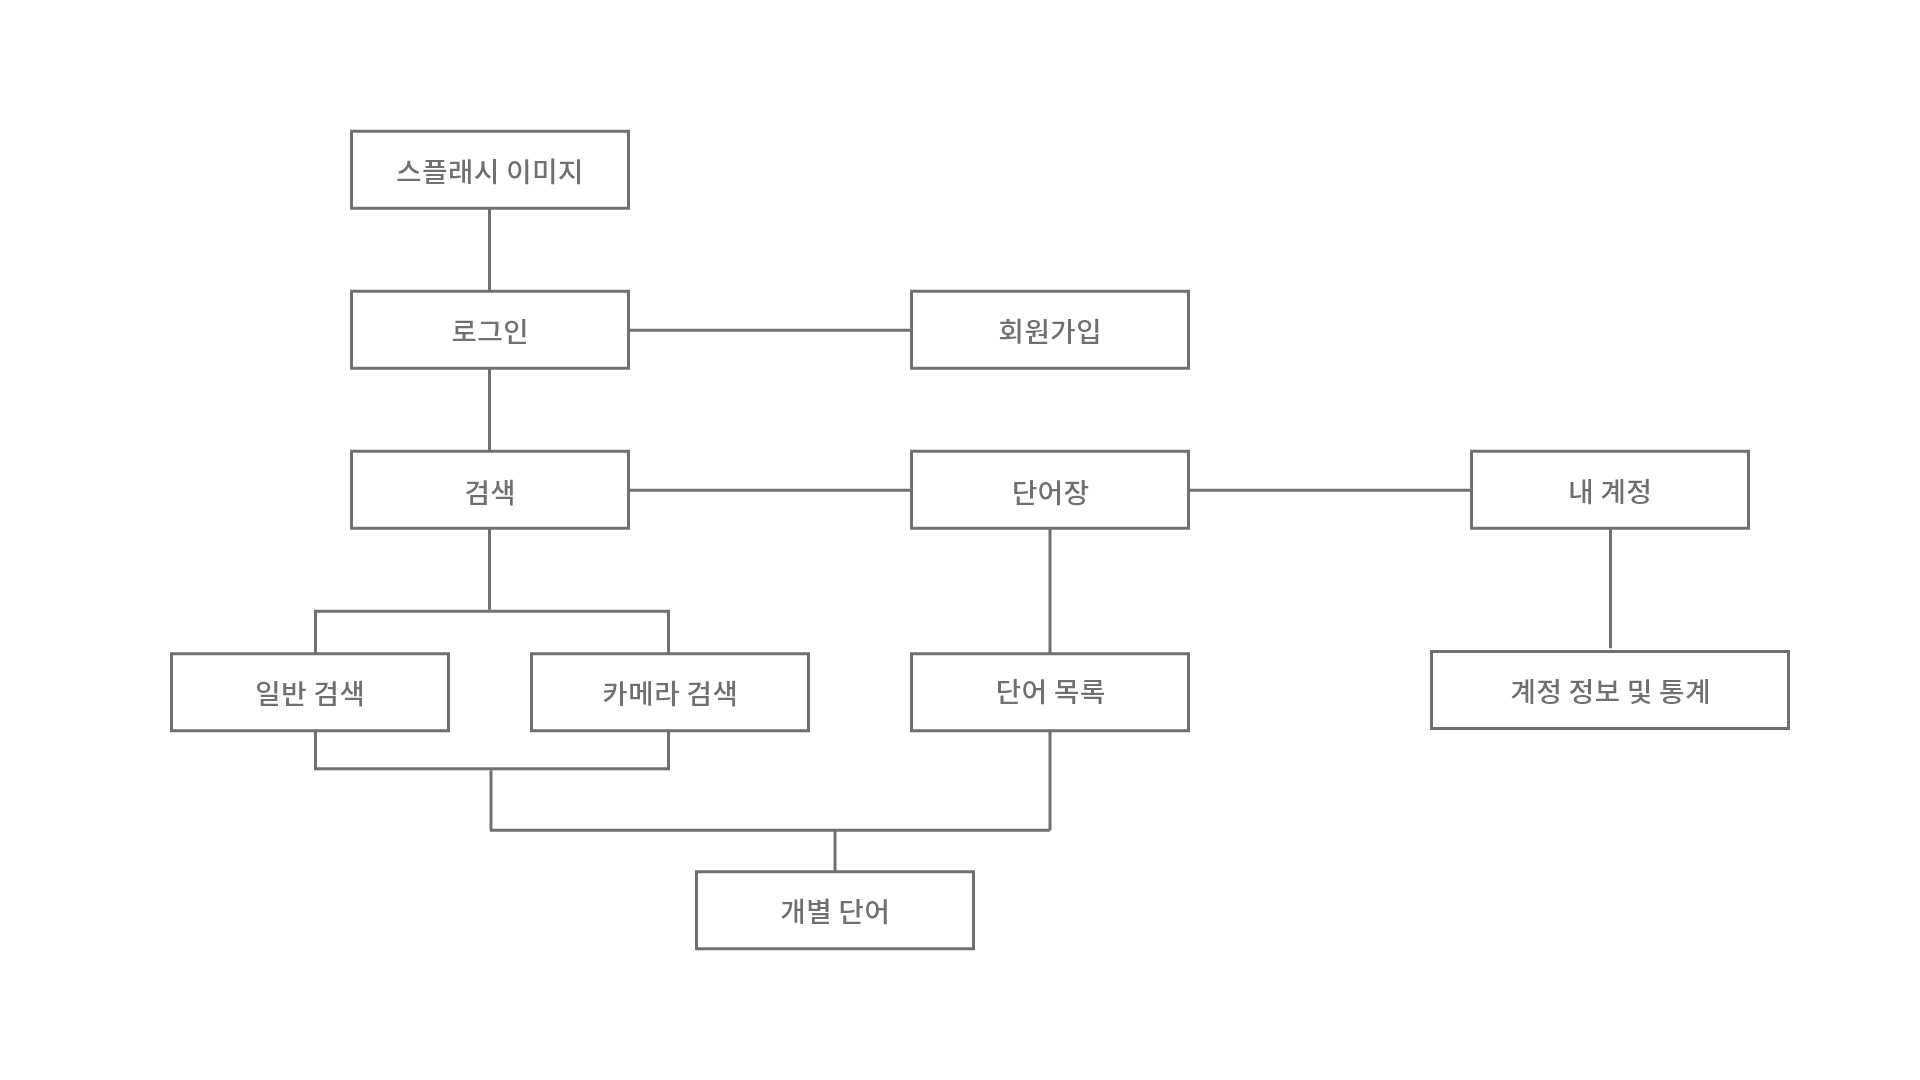 스플래시 이미지
로그인
회원가입
검색
단어장
내 계정
일반 검색
카메라 검색
단어 목록
계정 정보 및 통계
개별 단어